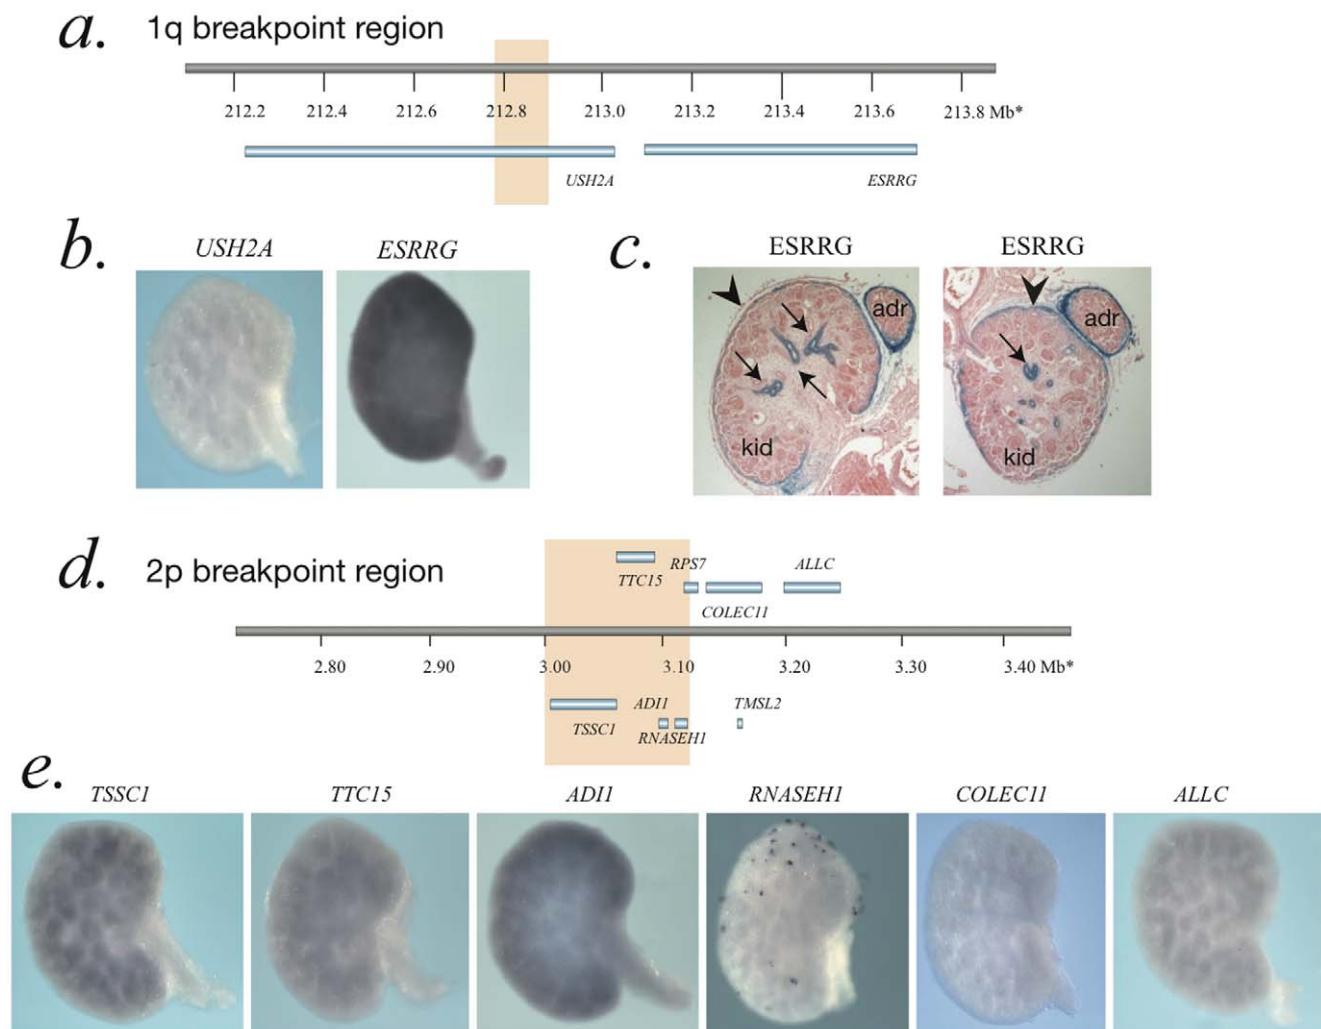 a. 1q breakpoint region
212.2 212.4 212.6 212.8 213.0 213.2 213.4 213.6 213.8 Mb*
USH2A ESRRG
b. USH2A ESRRG
c. ESRRG ESRRG
adr adr
kid kid
d. 2p breakpoint region
TTC15 RPS7 ALLC
COLEC11
2.80 2.90 3.00 3.10 3.20 3.30 3.40 Mb*
ADI1 TMSL2
TSSC1 RNASEH1
e.
TSSC1 TTC15 ADI1 RNASEH1 COLEC11 ALLC